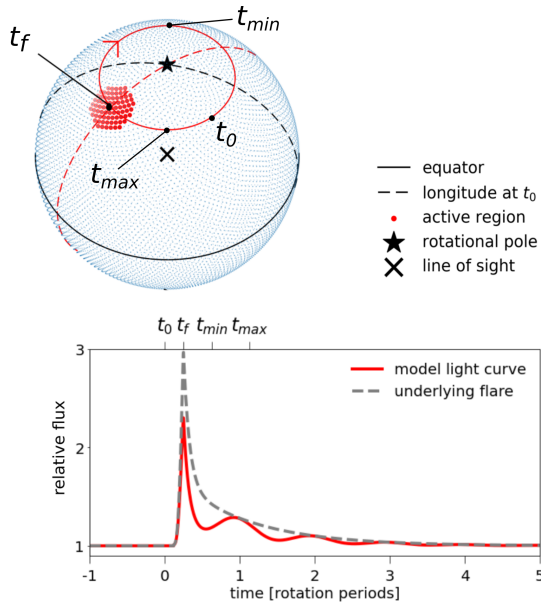 t_min
t_f
t_0
t_max
equator
longitude at t_0
active region
rotational pole
line of sight
t_0 t_f t_min t_max
3
model light curve
underlying flare
relative flux
2
1
-1 0 1 2 3 4 5
time [rotation periods]